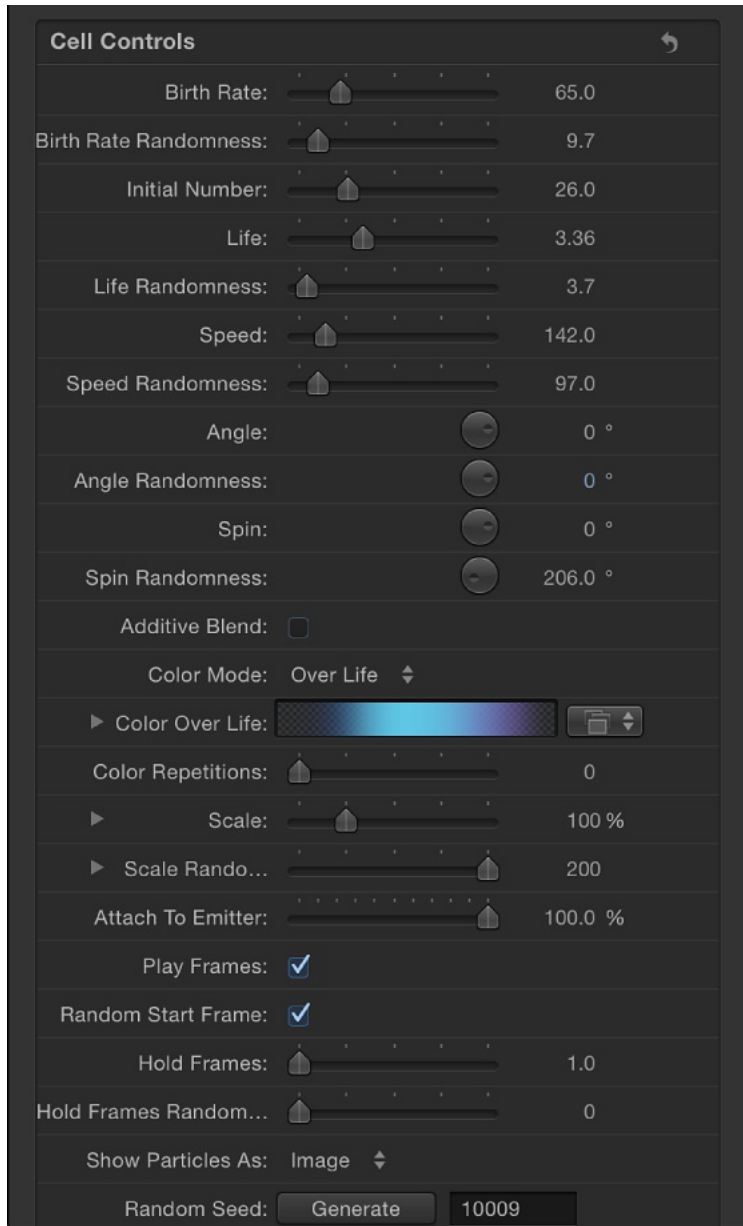 Cell Controls
Birth Rate: 65.0
Birth Rate Randomness: 9.7
Initial Number: 26.0
Life: 3.36
Life Randomness: 3.7
Speed: 142.0
Speed Randomness: 97.0
Angle: 0 °
Angle Randomness: 0 °
Spin: 0 °
Spin Randomness: 206.0 °
Additive Blend:
Color Mode: Over Life
Color Over Life:
Color Repetitions: 0
Scale: 100 %
Scale Rando... 200
Attach To Emitter: 100.0 %
Play Frames:
Random Start Frame:
Hold Frames: 1.0
Hold Frames Random... 0
Show Particles As: Image
Random Seed: Generate 10009